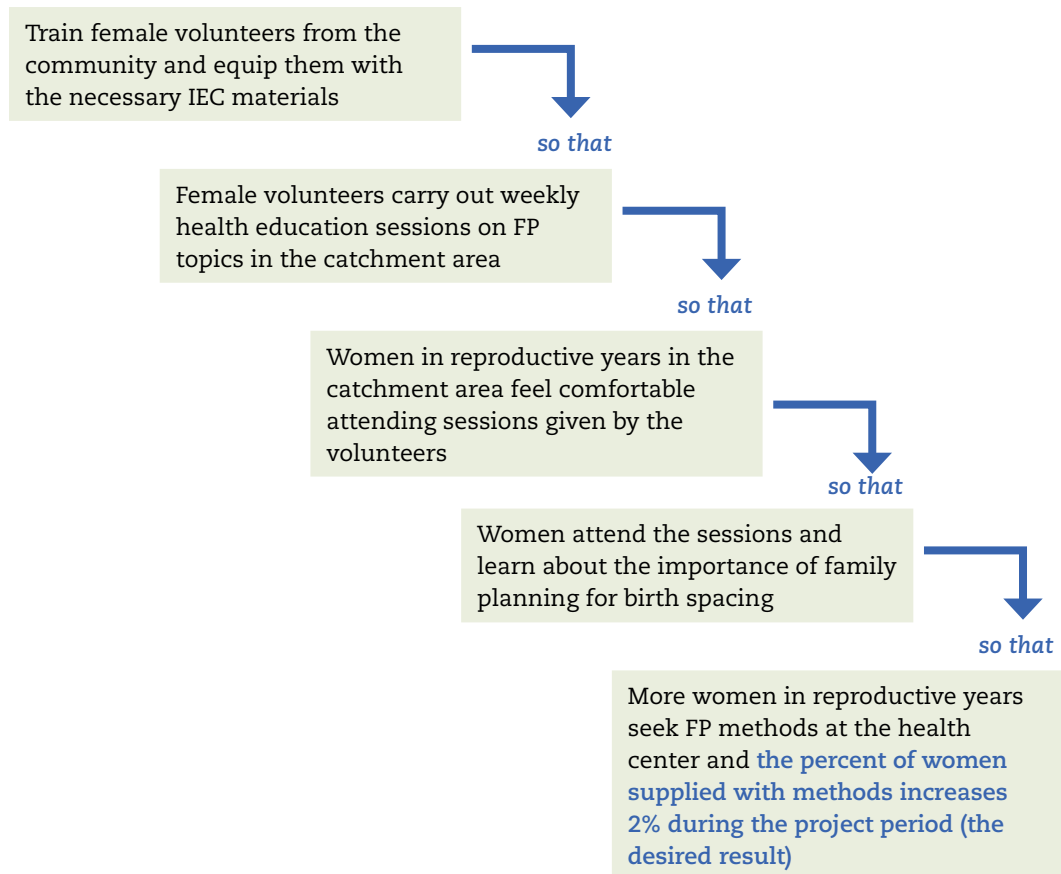 Train female volunteers from the
community and equip them with
the necessary IEC materials
so that
Female volunteers carry out weekly
health education sessions on FP
topics in the catchment area
so that
Women in reproductive years in the
catchment area feel comfortable
attending sessions given by the
volunteers
so that
Women attend the sessions and
learn about the importance of family
planning for birth spacing
so that
More women in reproductive years
seek FP methods at the health
center and the percent of women
supplied with methods increases
2% during the project period (the
desired result)